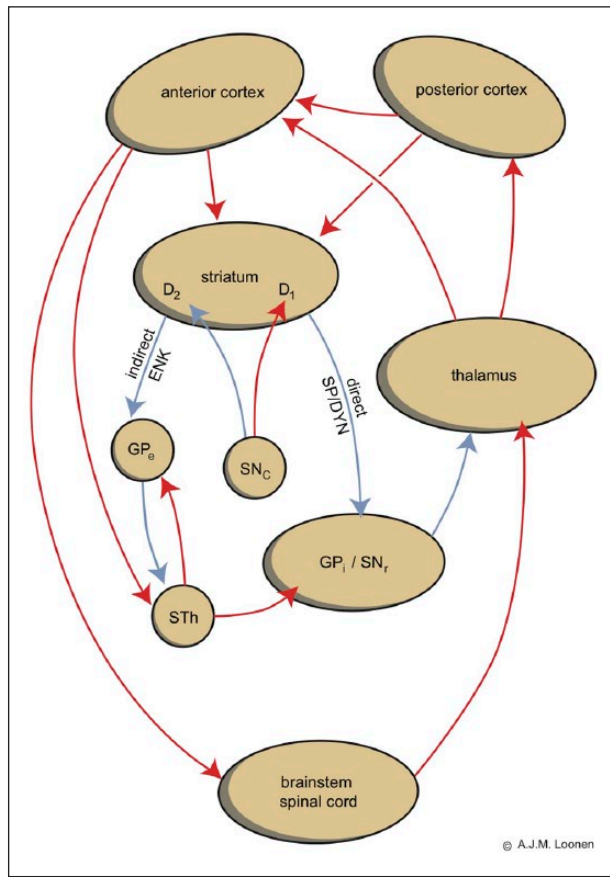 anterior cortex
posterior cortex
striatum
D₂
D₁
indirect
ENK
direct
SP/DYN
thalamus
GPₑ
SN_C
GPᵢ / SNᵣ
STh
brainstem
spinal cord
© A.J.M. Loonen